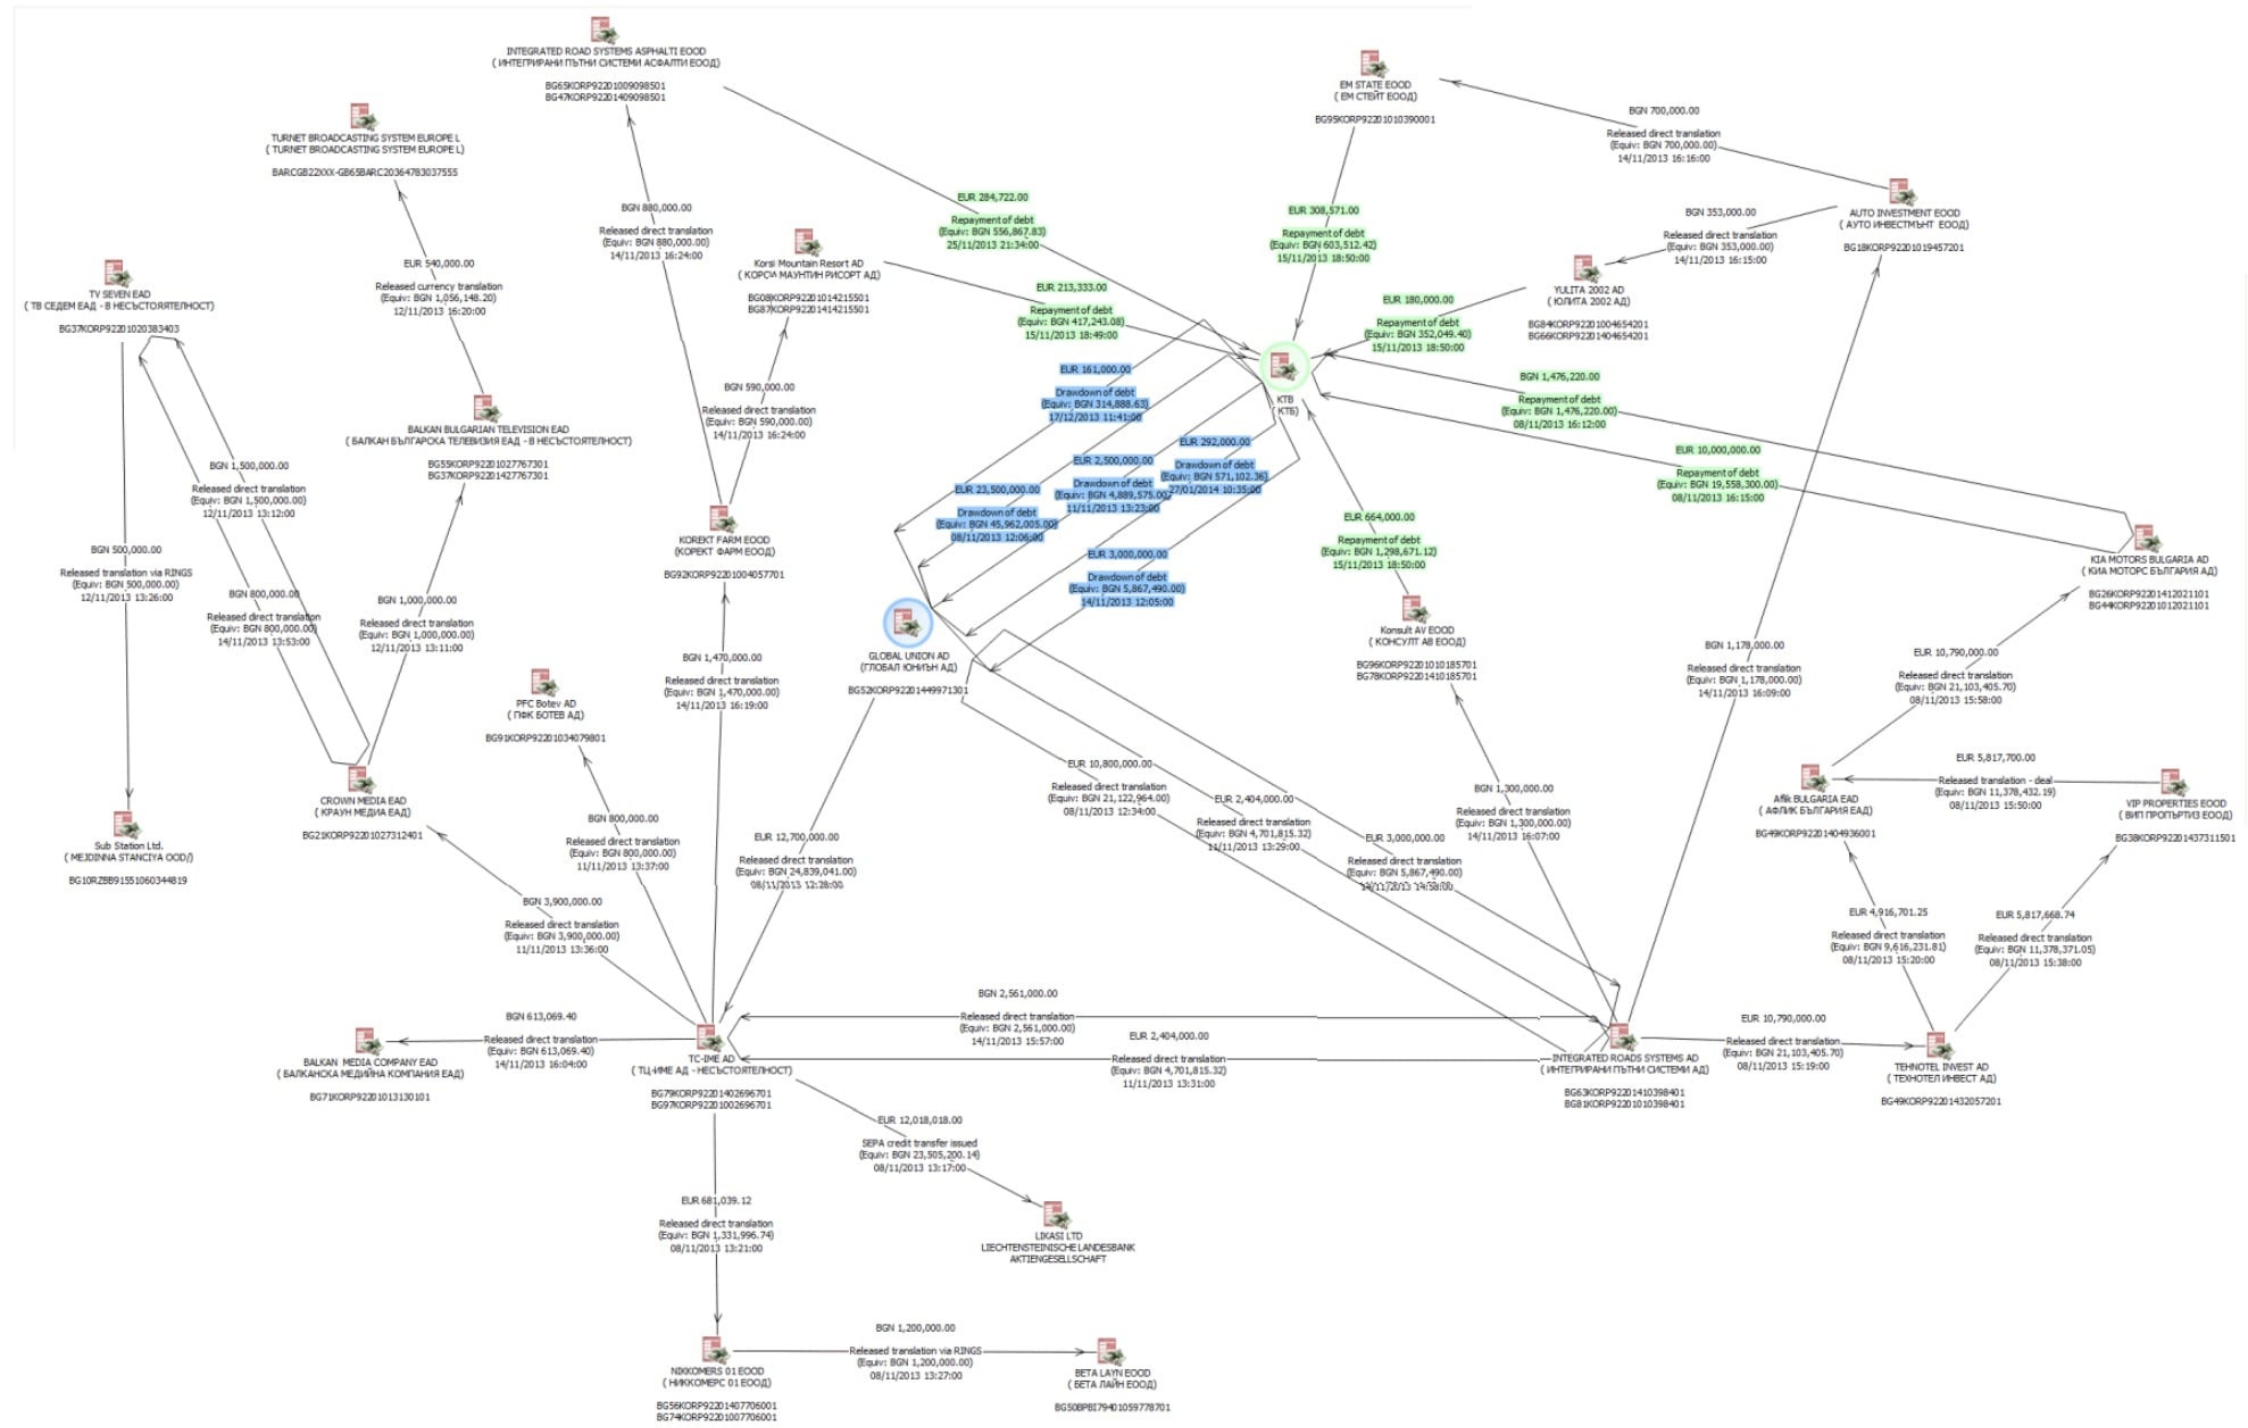 INTEGRATED ROAD SYSTEMS ASPHALTI EOOD
( ИНТЕГРИРАНИ ПЪТНИ СИСТЕМИ АСФАЛТИ ЕООД)
BG65KORP92201009098501
BG47KORP92201409098501
EM STATE EOOD
( ЕМ СТЕЙТ ЕООД)
BG95KORP92201010390001
BGN 700,000.00
Released direct translation
(Equiv: BGN 700,000.00)
14/11/2013 16:16:00
TURNET BROADCASTING SYSTEM EUROPE L
( TURNET BROADCASTING SYSTEM EUROPE L)
BARCGB22XXX-GB65BARC20364783037555
AUTO INVESTMENT EOOD
( АУТО ИНВЕСТМЪНТ ЕООД)
BG18KORP92201019457201
BGN 353,000.00
Released direct translation
(Equiv: BGN 353,000.00)
14/11/2013 16:15:00
BGN 880,000.00
Released direct translation
(Equiv: BGN 880,000.00)
14/11/2013 16:24:00
EUR 284,722.00
Repayment of debt
(Equiv: BGN 556,867.83)
25/11/2013 21:34:00
EUR 308,571.00
Repayment of debt
(Equiv: BGN 603,512.42)
15/11/2013 18:50:00
Korsi Mountain Resort AD
( КОРСИ МАУНТИН РИСОРТ АД)
BG08KORP92201014215501
BG87KORP92201414215501
YULITA 2002 AD
( ЮЛИТА 2002 АД)
BG84KORP92201004654201
BG66KORP92201404654201
EUR 540,000.00
Released currency translation
(Equiv: BGN 1,056,148.20)
12/11/2013 16:20:00
TV SEVEN EAD
( ТВ СЕДЕМ ЕАД - В НЕСЪСТОЯТЕЛНОСТ)
BG37KORP92201020383403
EUR 213,333.00
Repayment of debt
(Equiv: BGN 417,243.08)
15/11/2013 18:49:00
EUR 180,000.00
Repayment of debt
(Equiv: BGN 352,049.40)
15/11/2013 18:50:00
KTB
( КТБ)
EUR 161,000.00
Drawdown of debt
(Equiv: BGN 314,888.63)
17/12/2013 11:41:00
BGN 1,476,220.00
Repayment of debt
(Equiv: BGN 1,476,220.00)
08/11/2013 16:12:00
BGN 590,000.00
Released direct translation
(Equiv: BGN 590,000.00)
14/11/2013 16:24:00
BALKAN BULGARIAN TELEVISION EAD
( БАЛКАН БЪЛГАРСКА ТЕЛЕВИЗИЯ ЕАД - В НЕСЪСТОЯТЕЛНОСТ)
BG55KORP92201027767301
BG37KORP92201427767301
EUR 292,000.00
Drawdown of debt
(Equiv: BGN 571,102.36)
27/01/2014 10:35:00
EUR 2,500,000.00
Drawdown of debt
(Equiv: BGN 4,889,575.00)
11/11/2013 13:23:00
EUR 10,000,000.00
Repayment of debt
(Equiv: BGN 19,558,300.00)
08/11/2013 16:15:00
BGN 1,500,000.00
Released direct translation
(Equiv: BGN 1,500,000.00)
12/11/2013 13:12:00
EUR 23,500,000.00
Drawdown of debt
(Equiv: BGN 45,962,005.00)
08/11/2013 12:06:00
EUR 664,000.00
Repayment of debt
(Equiv: BGN 1,298,671.12)
15/11/2013 18:50:00
KOREKT FARM EOOD
(КОРЕКТ ФАРМ ЕООД)
BG92KORP92201004057701
KIA MOTORS BULGARIA AD
( КИА МОТОРС БЪЛГАРИЯ АД)
BG26KORP92201412021101
BG44KORP92201012021101
BGN 500,000.00
Released translation via RINGS
(Equiv: BGN 500,000.00)
12/11/2013 13:26:00
EUR 3,000,000.00
Drawdown of debt
(Equiv: BGN 5,867,490.00)
14/11/2013 12:05:00
BGN 800,000.00
Released direct translation
(Equiv: BGN 800,000.00)
14/11/2013 13:53:00
BGN 1,000,000.00
Released direct translation
(Equiv: BGN 1,000,000.00)
12/11/2013 13:11:00
GLOBAL UNION AD
(ГЛОБАЛ ЮНИЪН АД)
BG52KORP92201449971301
Konsult AV EOOD
( КОНСУЛТ АВ ЕООД)
BG96KORP92201010185701
BG78KORP92201410185701
BGN 1,470,000.00
Released direct translation
(Equiv: BGN 1,470,000.00)
14/11/2013 16:19:00
BGN 1,178,000.00
Released direct translation
(Equiv: BGN 1,178,000.00)
14/11/2013 16:09:00
EUR 10,790,000.00
Released direct translation
(Equiv: BGN 21,103,405.70)
08/11/2013 15:58:00
PFC Botev AD
( ПФК БОТЕВ АД)
BG91KORP92201034079801
EUR 10,800,000.00
Released direct translation
(Equiv: BGN 21,122,964.00)
08/11/2013 12:34:00
EUR 2,404,000.00
Released direct translation
(Equiv: BGN 4,701,815.32)
11/11/2013 13:29:00
BGN 1,300,000.00
Released direct translation
(Equiv: BGN 1,300,000.00)
14/11/2013 16:07:00
EUR 5,817,700.00
Released translation - deal
(Equiv: BGN 11,378,432.19)
08/11/2013 15:50:00
Aflik BULGARIA EAD
( АФЛИК БЪЛГАРИЯ ЕАД)
BG49KORP92201404936001
VIP PROPERTIES EOOD
( ВИП ПРОПЪРТИЗ ЕООД)
BG38KORP92201437311501
CROWN MEDIA EAD
( КРАУН МЕДИА ЕАД)
BG21KORP92201027312401
Sub Station Ltd.
( MEJDINNA STANCIYA OOD/)
BG10RZBB91551060344819
BGN 800,000.00
Released direct translation
(Equiv: BGN 800,000.00)
11/11/2013 13:37:00
EUR 12,700,000.00
Released direct translation
(Equiv: BGN 24,839,041.00)
08/11/2013 12:28:00
EUR 3,000,000.00
Released direct translation
(Equiv: BGN 5,867,490.00)
14/11/2013 14:58:00
BGN 3,900,000.00
Released direct translation
(Equiv: BGN 3,900,000.00)
11/11/2013 13:36:00
EUR 4,916,701.25
Released direct translation
(Equiv: BGN 9,616,231.81)
08/11/2013 15:20:00
EUR 5,817,668.74
Released direct translation
(Equiv: BGN 11,378,371.05)
08/11/2013 15:38:00
BGN 2,561,000.00
Released direct translation
(Equiv: BGN 2,561,000.00)
14/11/2013 15:57:00
BGN 613,069.40
Released direct translation
(Equiv: BGN 613,069.40)
14/11/2013 16:04:00
EUR 2,404,000.00
Released direct translation
(Equiv: BGN 4,701,815.32)
11/11/2013 13:31:00
EUR 10,790,000.00
Released direct translation
(Equiv: BGN 21,103,405.70)
08/11/2013 15:19:00
BALKAN MEDIA COMPANY EAD
( БАЛКАНСКА МЕДИЙНА КОМПАНИЯ ЕАД)
BG71KORP92201013130101
TC-IME AD
( ТЦ-ИМЕ АД - НЕСЪСТОЯТЕЛНОСТ)
BG79KORP92201402696701
BG97KORP92201002696701
INTEGRATED ROADS SYSTEMS AD
( ИНТЕГРИРАНИ ПЪТНИ СИСТЕМИ АД)
BG63KORP92201410398401
BG81KORP92201010398401
TEHNOTEL INVEST AD
( ТЕХНОТЕЛ ИНВЕСТ АД)
BG49KORP92201432057201
EUR 12,018,018.00
SEPA credit transfer issued
(Equiv: BGN 23,505,200.14)
08/11/2013 13:17:00
EUR 681,039.12
Released direct translation
(Equiv: BGN 1,331,996.74)
08/11/2013 13:21:00
LIKASI LTD
LIECHTENSTEINISCHE LANDESBANK
AKTIENGESELLSCHAFT
BGN 1,200,000.00
Released translation via RINGS
(Equiv: BGN 1,200,000.00)
08/11/2013 13:27:00
NIKKOMERS 01 EOOD
( НИККОМЕРС 01 ЕООД)
BG56KORP92201407706001
BG74KORP92201007706001
BETA LAYN EOOD
( БЕТА ЛАЙН ЕООД)
BG50BPBI79401059778701